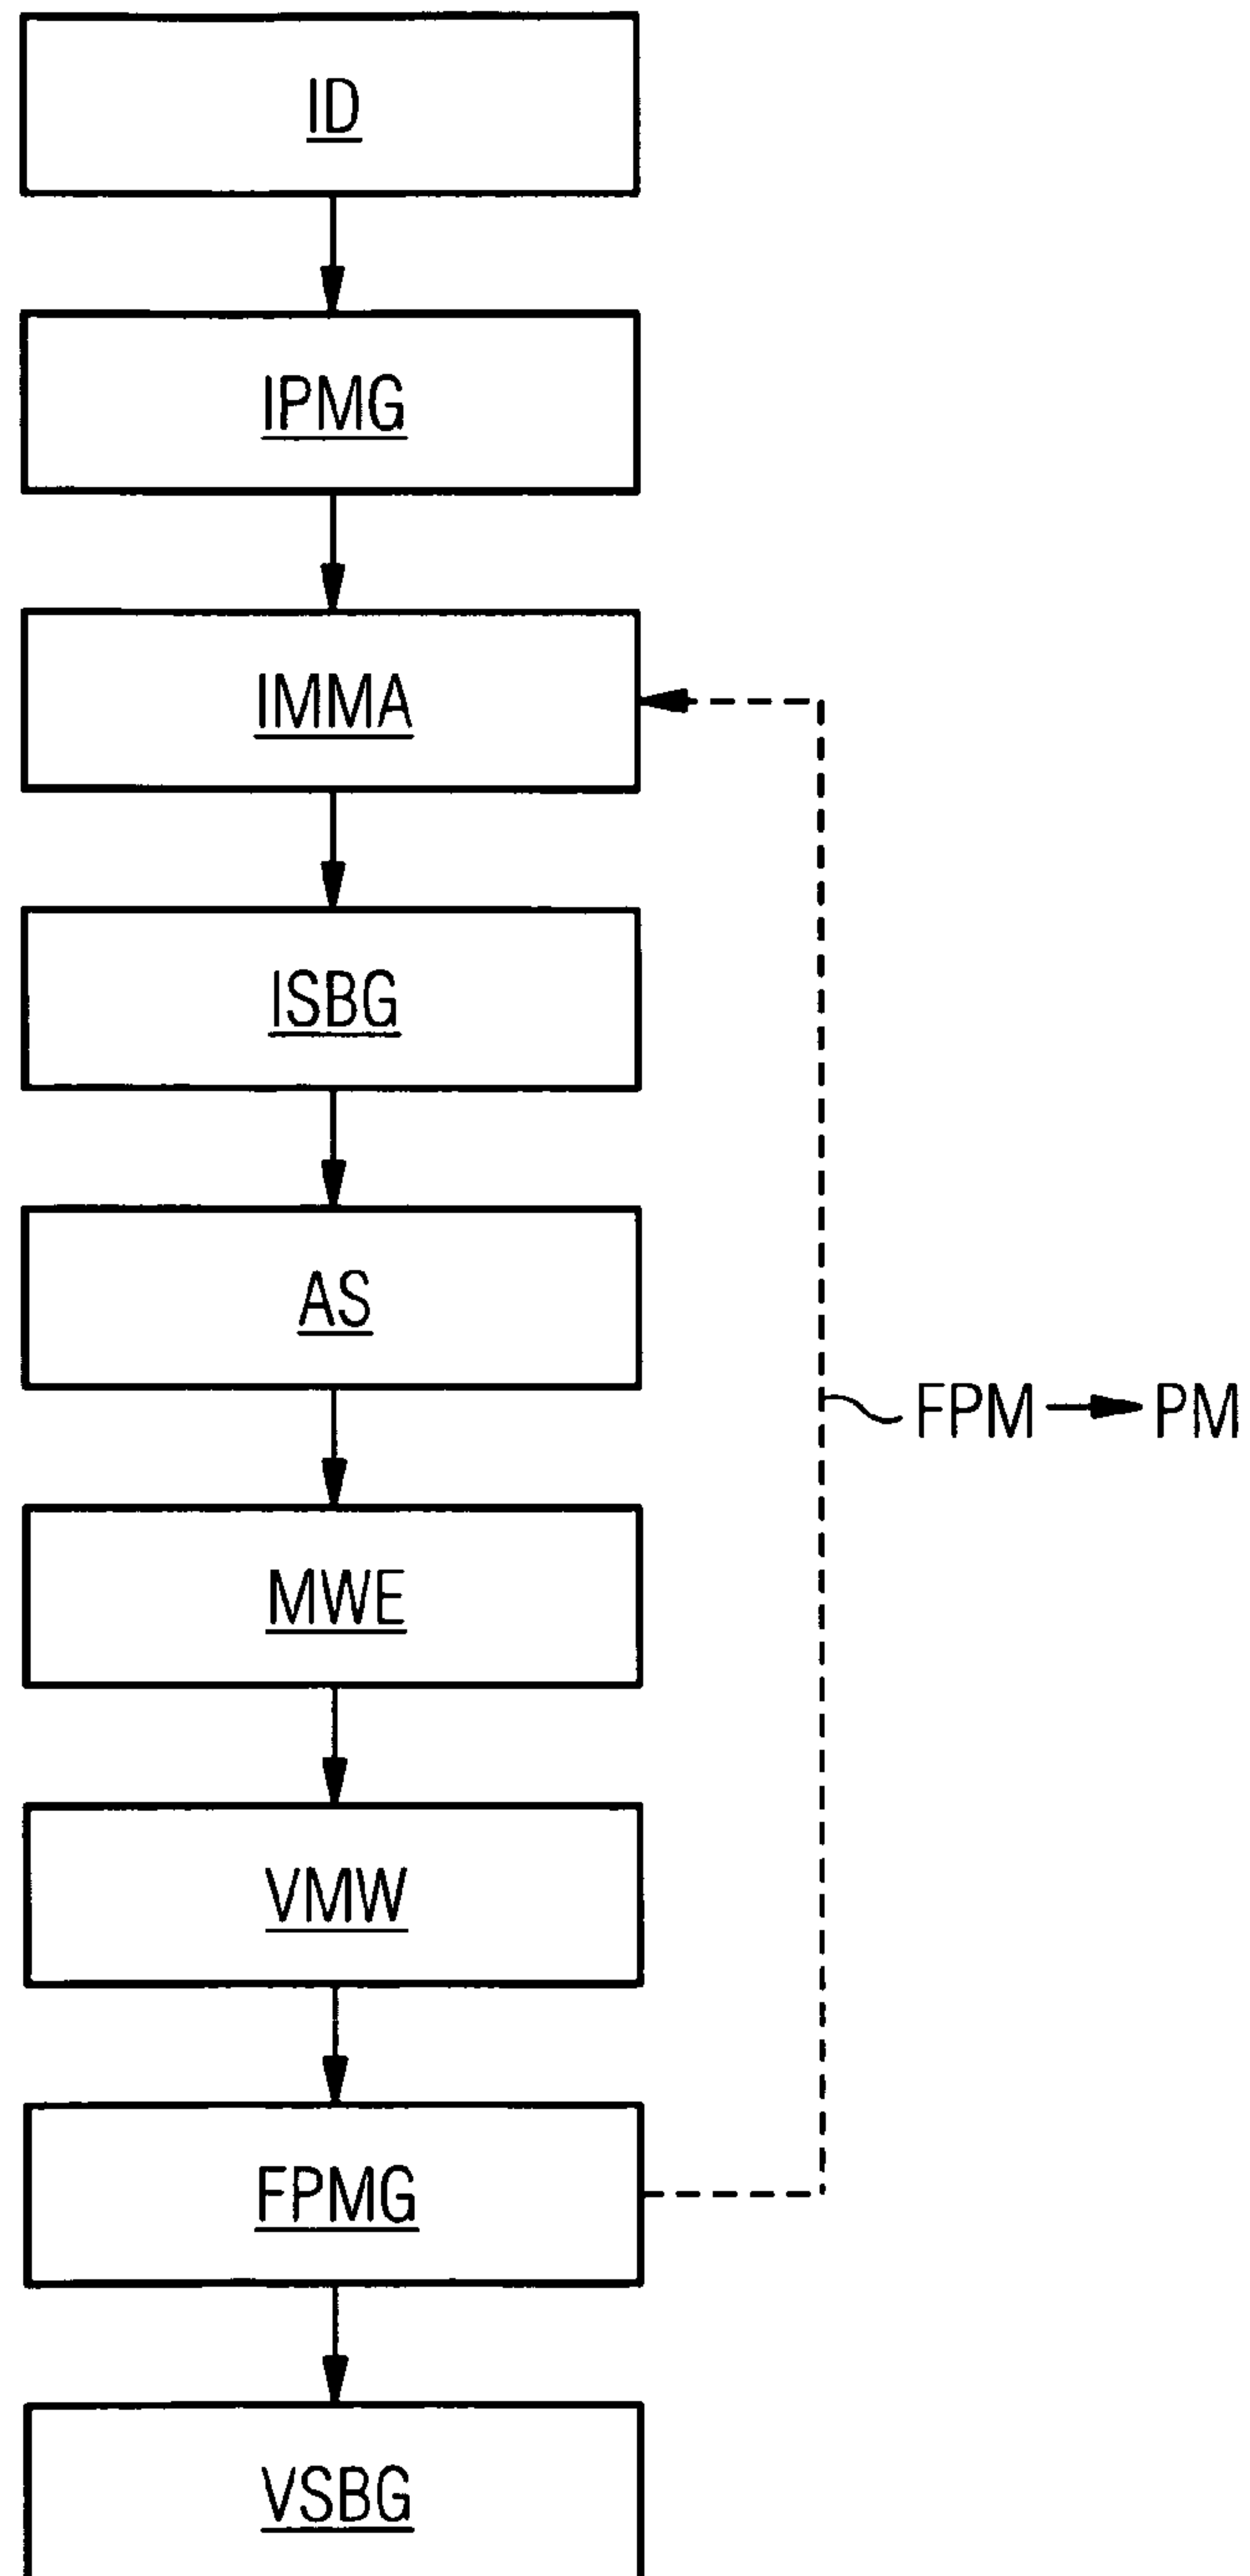 ID
IPMG
IMMA
ISBG
AS
FPM → PM
MWE
VMW
FPMG
VSBG